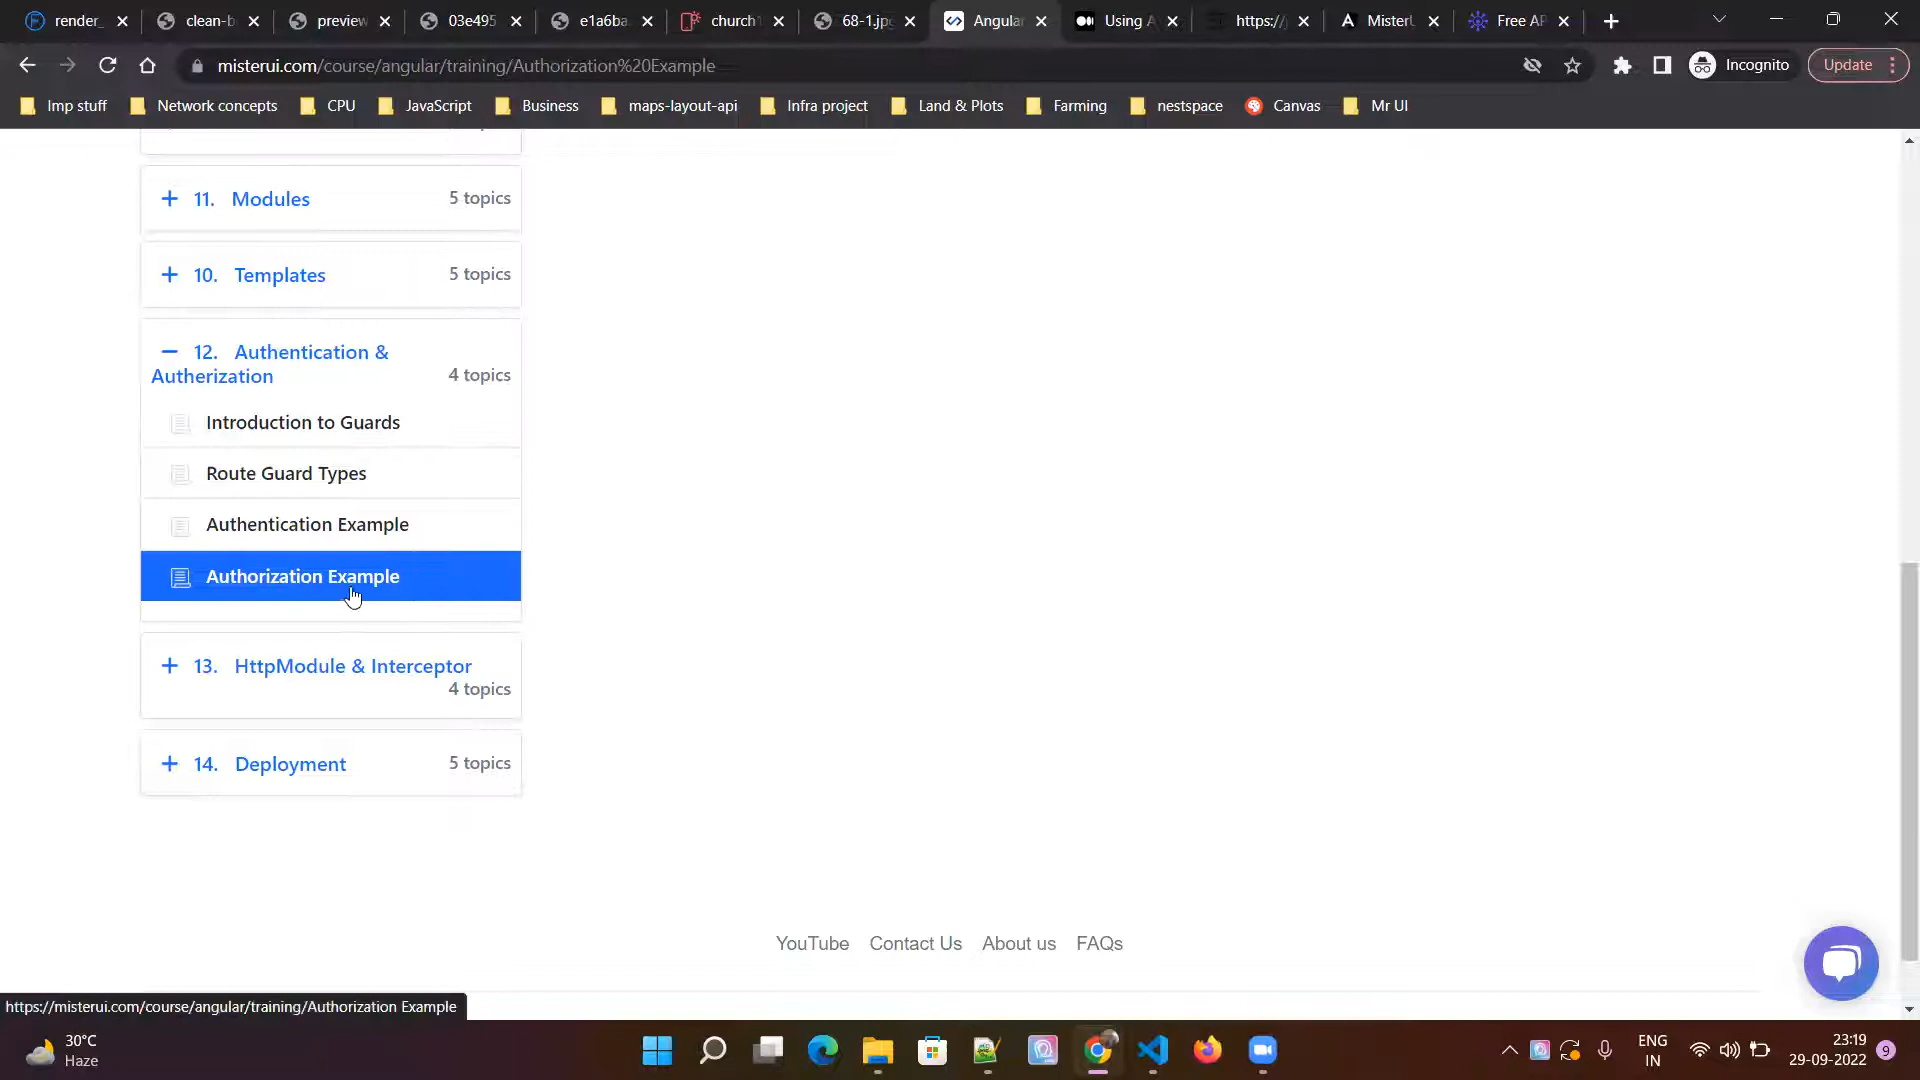 render_
clean-b
preview
03e495
e1a6ba
church
68-1.jpg
Angular
Using A
https://
MisterU
Free AP
misterui.com/course/angular/training/Authorization%20Example
Incognito
Update
Imp stuff
Network concepts
CPU
JavaScript
Business
maps-layout-api
Infra project
Land & Plots
Farming
nestspace
Canvas
Mr UI
11. Modules 5 topics
10. Templates 5 topics
12. Authentication &
Autherization 4 topics
Introduction to Guards
Route Guard Types
Authentication Example
Authorization Example
13. HttpModule & Interceptor
4 topics
14. Deployment 5 topics
YouTube Contact Us About us FAQs
https://misterui.com/course/angular/training/Authorization Example
30°C
Haze
ENG
IN
23:19
29-09-2022
9